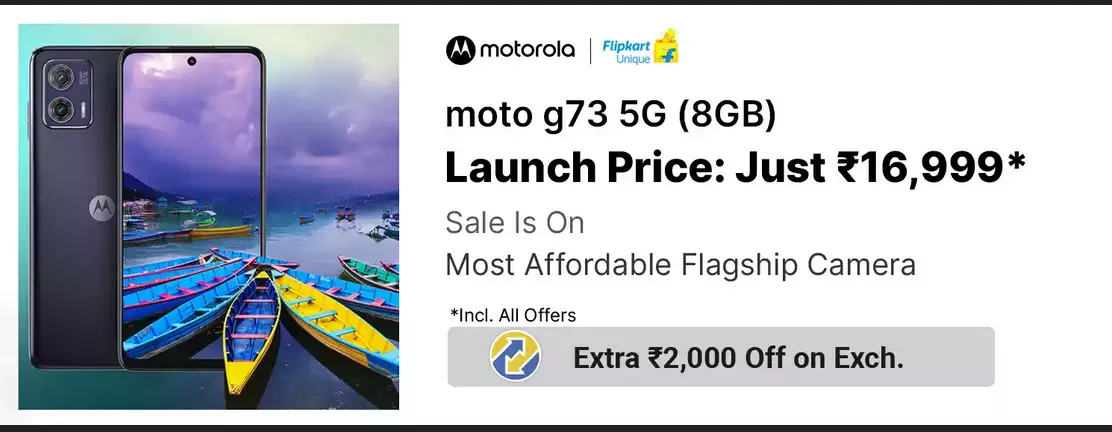 motorola
Flipkart
Unique
moto g73 5G (8GB)
Launch Price: Just ₹16,999*
Sale Is On
Most Affordable Flagship Camera
*Incl. All Offers
Extra ₹2,000 Off on Exch.